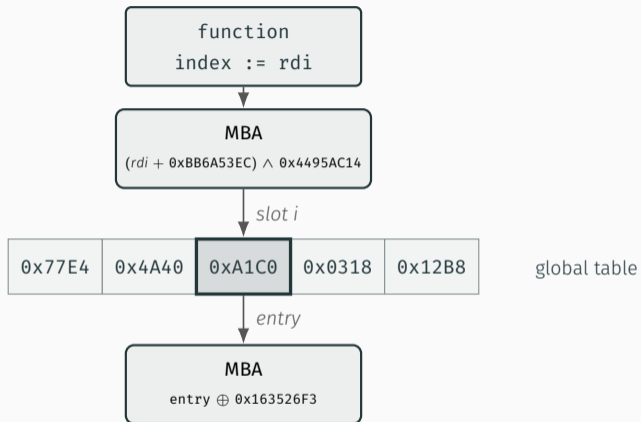 function
index := rdi
MBA
(rdi + 0xBB6A53EC) ∧ 0x4495AC14
slot i
0x77E4 0x4A40 0xA1C0 0x0318 0x12B8 global table
entry
MBA
entry ⊕ 0x163526F3